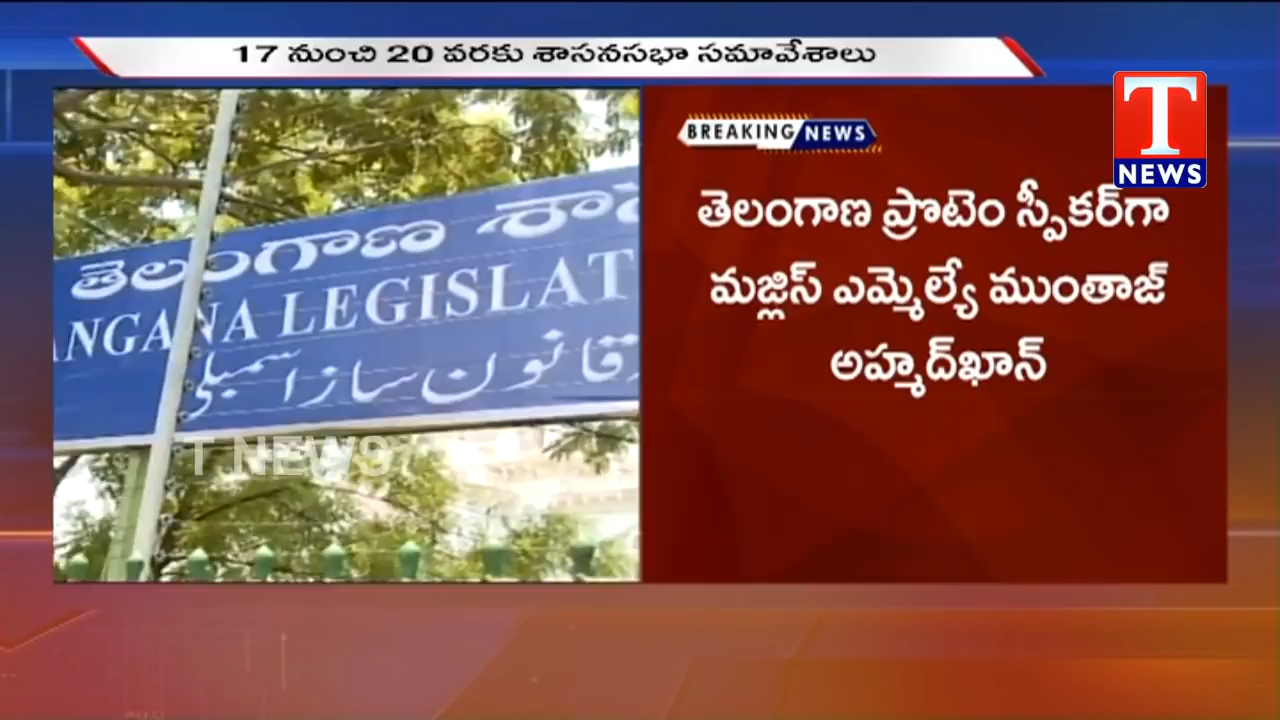 17 నుంచి 20 వరకు శాసనసభా సమావేశాలు
BREAKING NEWS
T
NEWS
తెలంగాణ ప్రొటెం స్పీకర్‌గా
మజ్లిస్ ఎమ్మెల్యే ముంతాజ్
అహ్మద్‌ఖాన్
తెలంగాణ శాస
ANGANA LEGISLAT
قانون ساز اسمبلی
T NEWS